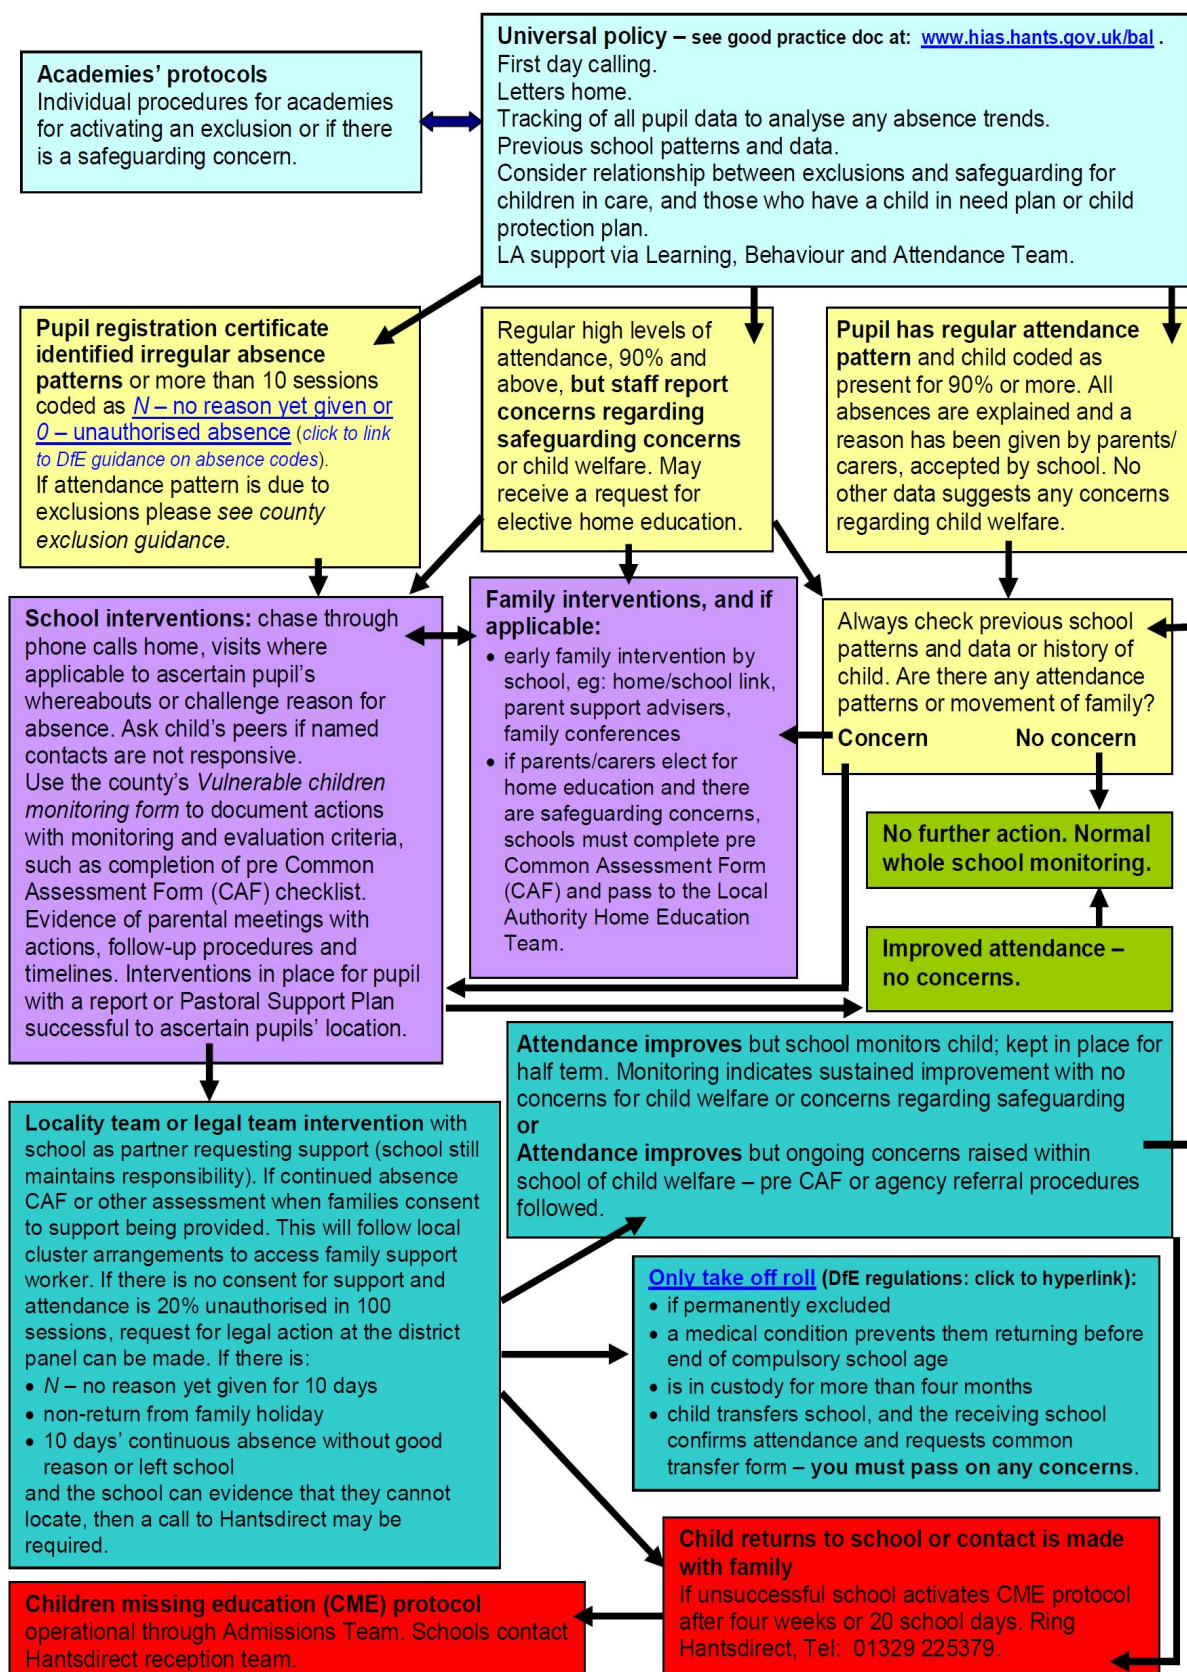 Academies’ protocols
Individual procedures for academies
for activating an exclusion or if there
is a safeguarding concern.
Universal policy – see good practice doc at: www.hias.hants.gov.uk/bal .
First day calling.
Letters home.
Tracking of all pupil data to analyse any absence trends.
Previous school patterns and data.
Consider relationship between exclusions and safeguarding for
children in care, and those who have a child in need plan or child
protection plan.
LA support via Learning, Behaviour and Attendance Team.
Pupil registration certificate
identified irregular absence
patterns or more than 10 sessions
coded as N – no reason yet given or
0 – unauthorised absence (click to link
to DfE guidance on absence codes).
If attendance pattern is due to
exclusions please see county
exclusion guidance.
Regular high levels of
attendance, 90% and
above, but staff report
concerns regarding
safeguarding concerns
or child welfare. May
receive a request for
elective home education.
Pupil has regular attendance
pattern and child coded as
present for 90% or more. All
absences are explained and a
reason has been given by parents/
carers, accepted by school. No
other data suggests any concerns
regarding child welfare.
School interventions: chase through
phone calls home, visits where
applicable to ascertain pupil’s
whereabouts or challenge reason for
absence. Ask child’s peers if named
contacts are not responsive.
Use the county’s Vulnerable children
monitoring form to document actions
with monitoring and evaluation criteria,
such as completion of pre Common
Assessment Form (CAF) checklist.
Evidence of parental meetings with
actions, follow-up procedures and
timelines. Interventions in place for pupil
with a report or Pastoral Support Plan
successful to ascertain pupils’ location.
Family interventions, and if
applicable:
• early family intervention by
school, eg: home/school link,
parent support advisers,
family conferences
• if parents/carers elect for
home education and there
are safeguarding concerns,
schools must complete pre
Common Assessment Form
(CAF) and pass to the Local
Authority Home Education
Team.
Always check previous school
patterns and data or history of
child. Are there any attendance
patterns or movement of family?
Concern No concern
No further action. Normal
whole school monitoring.
Improved attendance –
no concerns.
Attendance improves but school monitors child; kept in place for
half term. Monitoring indicates sustained improvement with no
concerns for child welfare or concerns regarding safeguarding
or
Attendance improves but ongoing concerns raised within
school of child welfare – pre CAF or agency referral procedures
followed.
Locality team or legal team intervention with
school as partner requesting support (school still
maintains responsibility). If continued absence
CAF or other assessment when families consent
to support being provided. This will follow local
cluster arrangements to access family support
worker. If there is no consent for support and
attendance is 20% unauthorised in 100
sessions, request for legal action at the district
panel can be made. If there is:
• N – no reason yet given for 10 days
• non-return from family holiday
• 10 days’ continuous absence without good
reason or left school
and the school can evidence that they cannot
locate, then a call to Hantsdirect may be
required.
Only take off roll (DfE regulations: click to hyperlink):
• if permanently excluded
• a medical condition prevents them returning before
end of compulsory school age
• is in custody for more than four months
• child transfers school, and the receiving school
confirms attendance and requests common
transfer form – you must pass on any concerns.
Child returns to school or contact is made
with family
If unsuccessful school activates CME protocol
after four weeks or 20 school days. Ring
Hantsdirect, Tel: 01329 225379.
Children missing education (CME) protocol
operational through Admissions Team. Schools contact
Hantsdirect reception team.